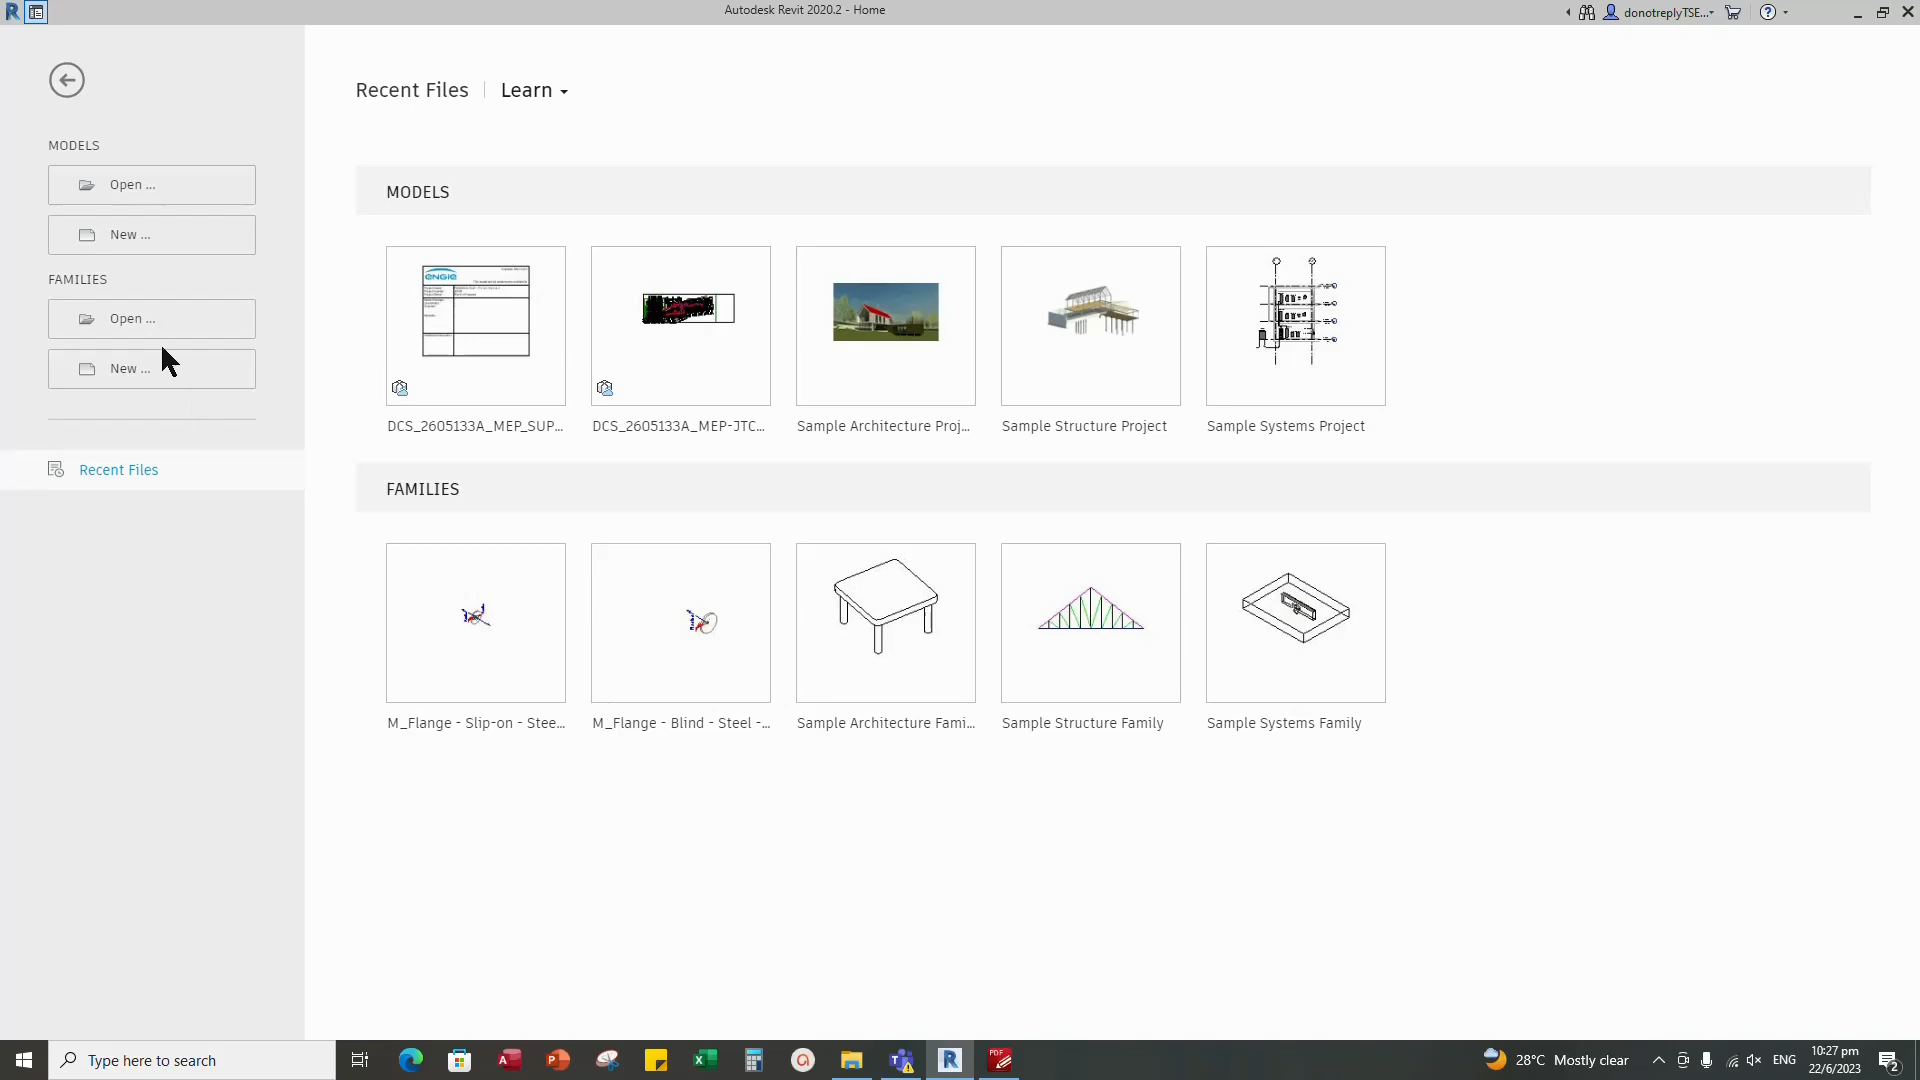 Autodesk Revit 2020.2 - Home
donotreplyTSE...
Recent Files
Learn
MODELS
Open ...
New ...
FAMILIES
Open ...
New ...
Recent Files
MODELS
ENGIE
DCS_2605133A_MEP_SUP...
DCS_2605133A_MEP-JTC...
Sample Architecture Proj...
Sample Structure Project
Sample Systems Project
FAMILIES
M_Flange - Slip-on - Stee...
M_Flange - Blind - Steel -...
Sample Architecture Fami...
Sample Structure Family
Sample Systems Family
Type here to search
PDF
28°C Mostly clear
ENG
10:27 pm
22/6/2023
2